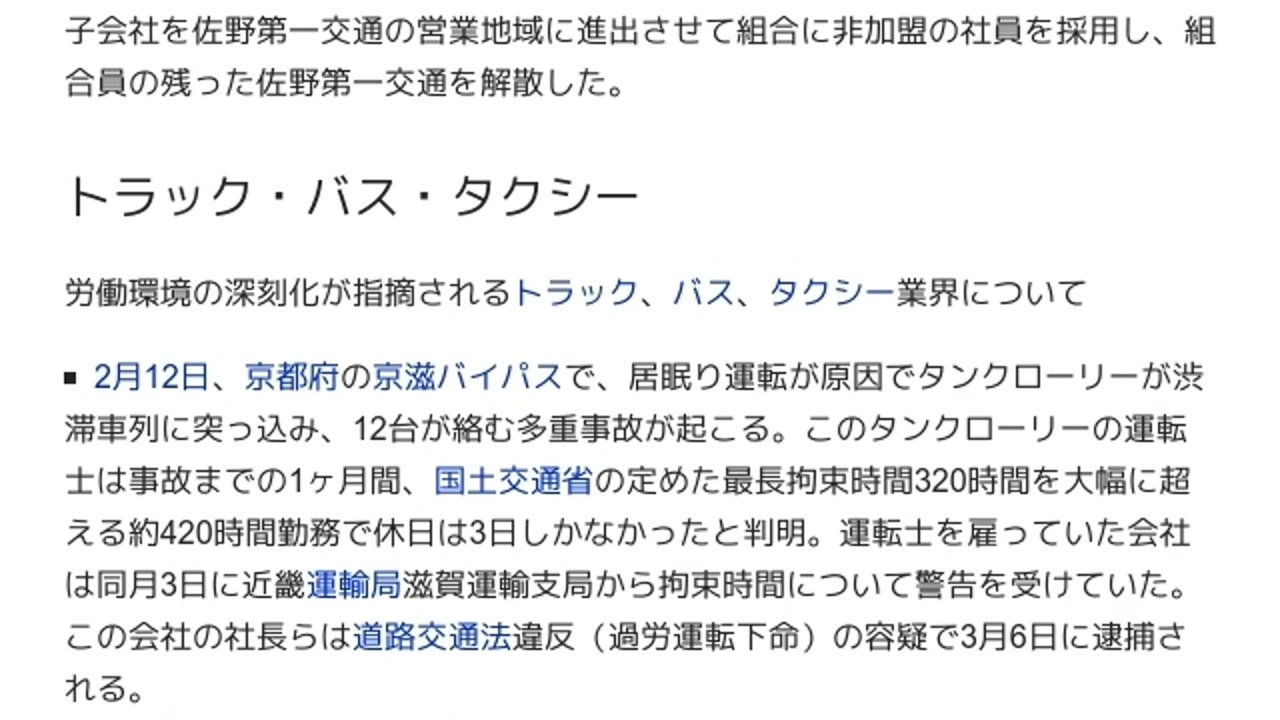 子会社を佐野第一交通の営業地域に進出させて組合に非加盟の社員を採用し、組
合員の残った佐野第一交通を解散した。
トラック・バス・タクシー
労働環境の深刻化が指摘されるトラック、バス、タクシー業界について
▪ 2月12日、京都府の京滋バイパスで、居眠り運転が原因でタンクローリーが渋
滞車列に突っ込み、12台が絡む多重事故が起こる。このタンクローリーの運転
士は事故までの1ヶ月間、国土交通省の定めた最長拘束時間320時間を大幅に超
える約420時間勤務で休日は3日しかなかったと判明。運転士を雇っていた会社
は同月3日に近畿運輸局滋賀運輸支局から拘束時間について警告を受けていた。
この会社の社長らは道路交通法違反（過労運転下命）の容疑で3月6日に逮捕さ
れる。